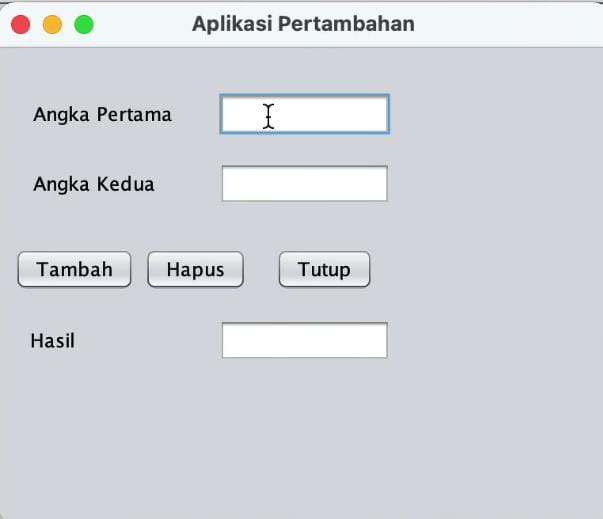 Aplikasi Pertambahan
Angka Pertama
Angka Kedua
Tambah Hapus Tutup
Hasil